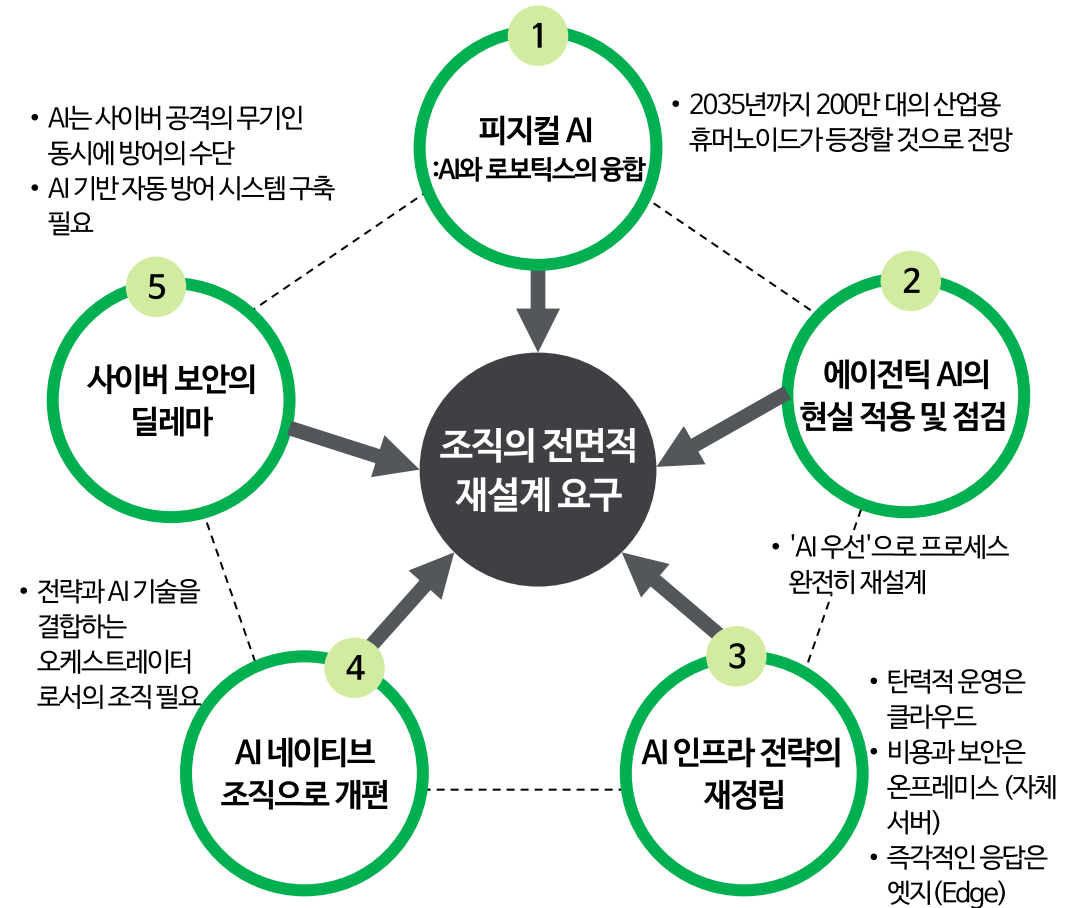 1
피지컬 AI
:AI와 로보틱스의 융합
• 2035년까지 200만 대의 산업용
휴머노이드가 등장할 것으로 전망
2
에이전틱 AI의
현실 적용 및 점검
• 'AI 우선'으로 프로세스
완전히 재설계
3
AI 인프라 전략의
재정립
• 탄력적 운영은
클라우드
• 비용과 보안은
온프레미스 (자체
서버)
• 즉각적인 응답은
엣지(Edge)
4
AI 네이티브
조직으로 개편
• 전략과 AI 기술을
결합하는
오케스트레이터
로서의 조직 필요
5
사이버 보안의
딜레마
• AI는 사이버 공격의 무기인
동시에 방어의 수단
• AI 기반 자동 방어 시스템 구축
필요
조직의 전면적
재설계 요구